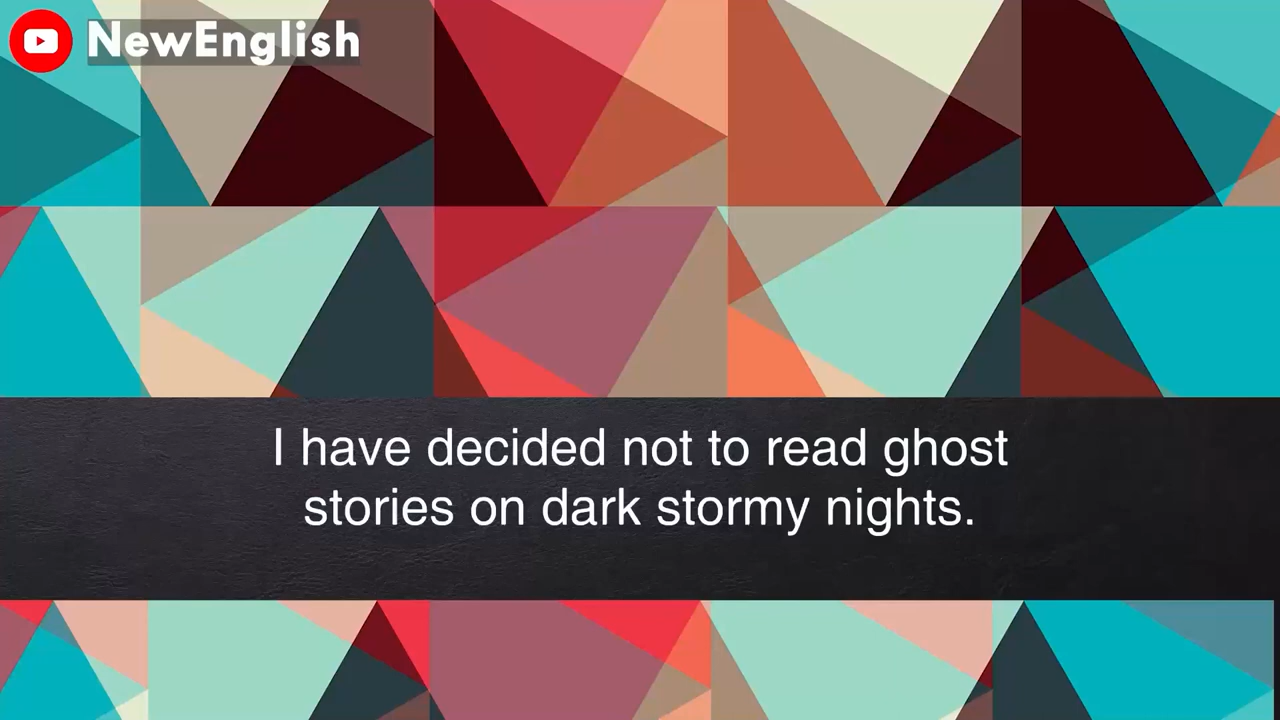 NewEnglish
I have decided not to read ghost
stories on dark stormy nights.